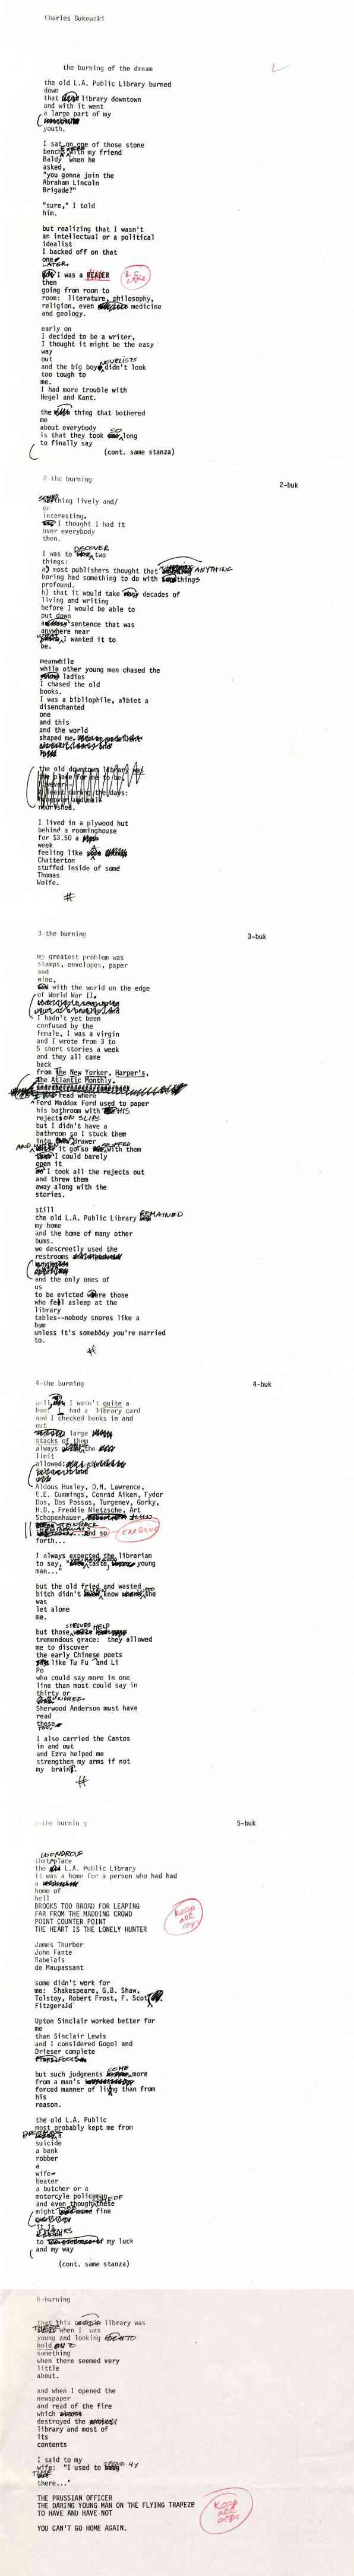 Charles Bukowski
the burning of the dream
the old L.A. Public Library burned
down
that library downtown
and with it went
a large part of my
youth.
I sat on one of those stone
benches with my friend
Baldy when he
asked,
"you gonna join the
Abraham Lincoln
Brigade?"
"sure," I told
him.
but realizing that I wasn't
an intellectual or a political
idealist
I backed off on that
one
LATER.
I was a READER
L.C. CAPS
then
going from room to
room: literature, philosophy,
religion, even medicine
and geology.
early on
I decided to be a writer,
I thought it might be the easy
way
out
and the big boy NOVELISTS didn't look
too tough to
me.
I had more trouble with
Hegel and Kant.
the thing that bothered
me
about everybody
is that they took SO long
to finally say
(cont. same stanza)
2-the burning
2-buk
SOMEthing lively and/
or
interesting.
I thought I had it
over everybody
then.
I was to DISCOVER two
things:
a) most publishers thought that ANYTHING
boring had something to do with things
profound.
b) that it would take decades of
living and writing
before I would be able to
put down
a sentence that was
anywhere near
WHAT I wanted it to
be.
meanwhile
while other young men chased the
ladies
I chased the old
books.
I was a bibliophile, albiet a
disenchanted
one
and this
and the world
shaped me.
the old downtown library
I lived in a plywood hut
behind a roominghouse
for $3.50 a
week
feeling like A
Chatterton
stuffed inside of some
Thomas
Wolfe.
#
3-the burning
3-buk
my greatest problem was
stamps, envelopes, paper
and
wine,
with the world on the edge
of World War II.
I hadn't yet been
confused by the
female, I was a virgin
and I wrote from 3 to
5 short stories a week
and they all came
back
from The New Yorker, Harper's,
The Atlantic Monthly.
I had read where
Ford Maddox Ford used to paper
his bathroom with HIS
rejection SLIPS
but I didn't have a
bathroom so I stuck them
into A drawer
AND WHEN it got so STUFFED with them
I could barely
open it
I took all the rejects out
and threw them
away along with the
stories.
still
the old L.A. Public Library REMAINED
my home
and the home of many other
bums.
we descreetly used the
restrooms
and the only ones of
us
to be evicted were those
who fell asleep at the
library
tables--nobody snores like a
bum
unless it's somebody you're married
to.
#
4-the burning
4-buk
well, I wasn't quite a
bum, I had a library card
and I checked books in and
out
large
stacks of them
always the
limit
allowed:
Aldous Huxley, D.M. Lawrence,
E.E. Cummings, Conrad Aiken, Fydor
Dos, Dos Possos, Turgenev, Gorky,
H.D., Freddie Nietzsche, Art
Schopenhauer, JOHN
STEINBECK
and so
forth...
I always expected the librarian
to say, "YOU HAVE GOOD taste, young
man..."
but the old fried and wasted
bitch didn't know WHO she
was
let alone
me.
but those SHELVES HELD
tremendous grace: they allowed
me to discover
the early Chinese poets
like Tu Fu and Li
Po
who could say more in one
line than most could say in
thirty or
A HUNDRED.
Sherwood Anderson must have
read
these
TOO.
I also carried the Cantos
in and out
and Ezra helped me
strengthen my arms if not
my brain.
#
5-the burning
5-buk
WONDROUS
that place
the L.A. Public Library
it was a home for a person who had had
a
home of
hell
BROOKS TOO BROAD FOR LEAPING
FAR FROM THE MADDING CROWD
POINT COUNTER POINT
THE HEART IS THE LONELY HUNTER
KEEP ALL CAPS
James Thurber
John Fante
Rabelais
de Maupassant
some didn't work for
me: Shakespeare, G.B. Shaw,
Tolstoy, Robert Frost, F. Scott
Fitzgerald
Upton Sinclair worked better for
me
than Sinclair Lewis
and I considered Gogol and
Drieser complete
FOOLS
but such judgments COME more
from a man's
forced manner of living than from
his
reason.
the old L.A. Public
most probably kept me from
BECOMING a
suicide
a bank
robber
a
wife-
beater
a butcher or a
motorcyle policeman
and even though SOME OF these
might BE fine
it is
THANKS
to my luck
and my way
(cont. same stanza)
6-burning
that this library was
THERE when I was
young and looking TO
hold ON TO
something
when there seemed very
little
about.
and when I opened the
newspaper
and read of the fire
which
destroyed the
library and most of
its
contents
I said to my
wife: "I used to SPEND MY
TIME
there..."
THE PRUSSIAN OFFICER
THE DARING YOUNG MAN ON THE FLYING TRAPEZE
TO HAVE AND HAVE NOT
KEEP ALL CAPS
YOU CAN'T GO HOME AGAIN.